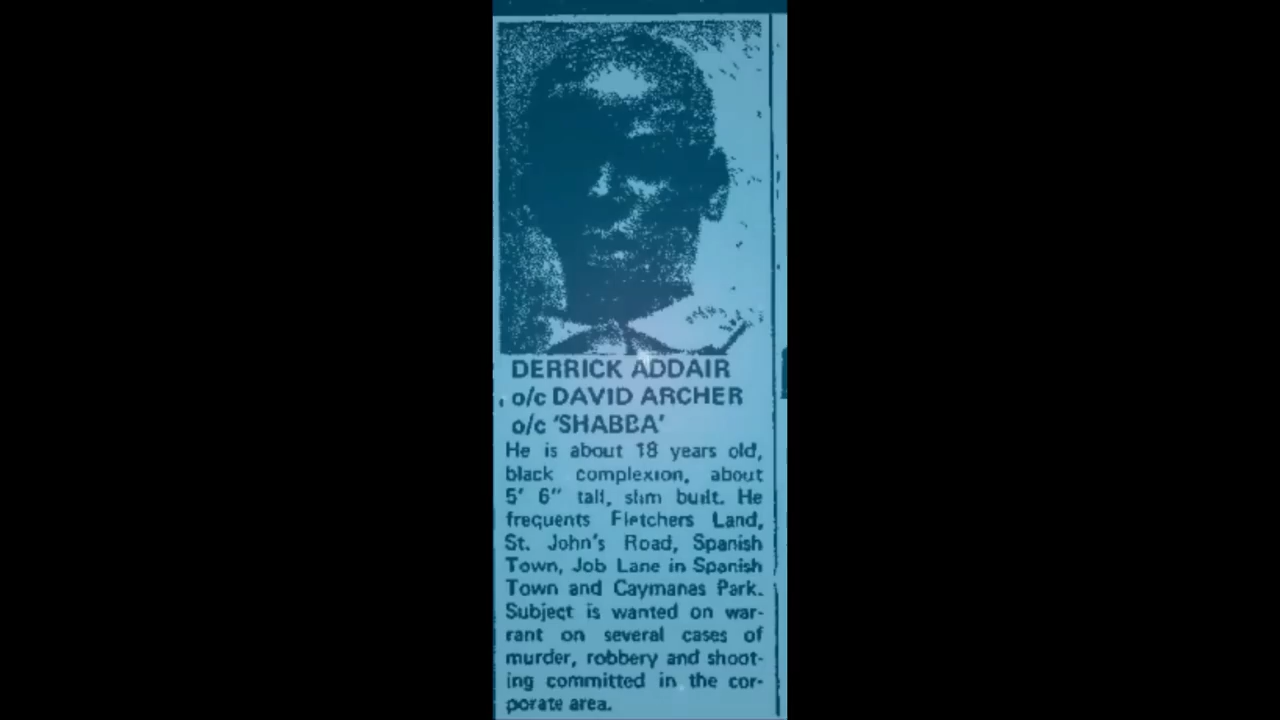 DERRICK ADDAIR
o/c DAVID ARCHER
o/c 'SHABBA'
He is about 18 years old,
black complexion, about
5' 6" tall, slim built. He
frequents Fletchers Land,
St. John's Road, Spanish
Town, Job Lane in Spanish
Town and Caymanas Park.
Subject is wanted on war-
rant on several cases of
murder, robbery and shoot-
ing committed in the cor-
porate area.